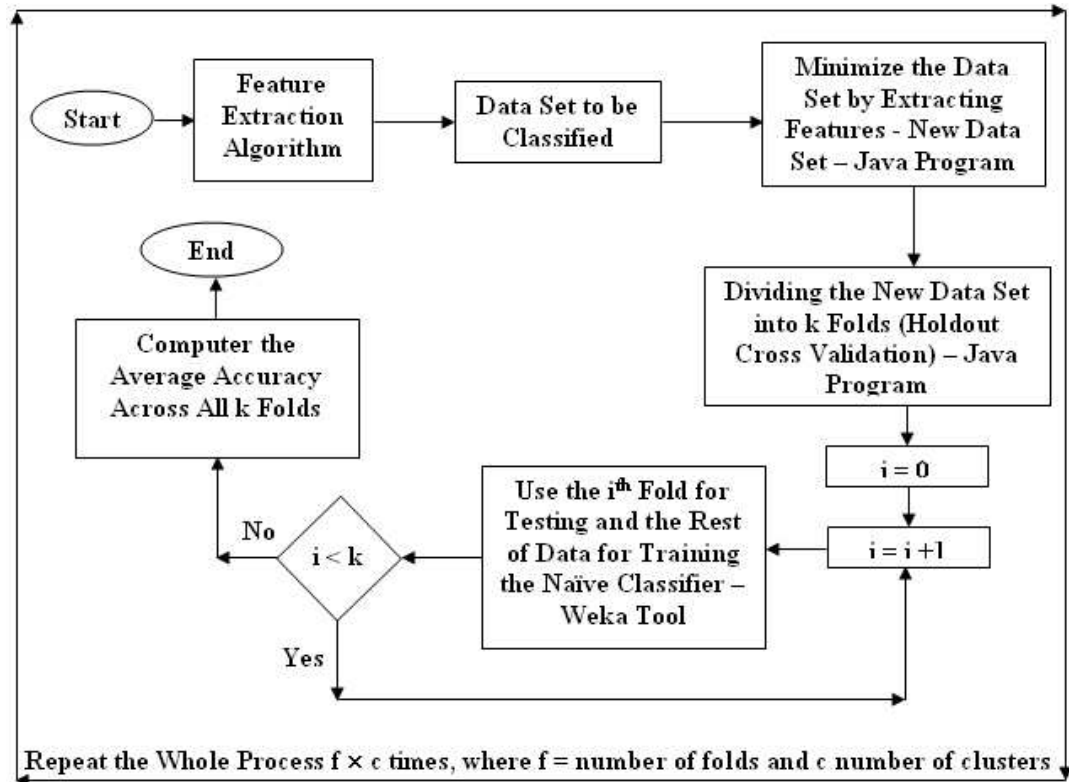 Start
Feature
Extraction
Algorithm
Data Set to be
Classified
Minimize the Data
Set by Extracting
Features - New Data
Set – Java Program
Dividing the New Data Set
into k Folds (Holdout
Cross Validation) – Java
Program
i = 0
i = i +1
Use the iᵗʰ Fold for
Testing and the Rest
of Data for Training
the Naïve Classifier –
Weka Tool
i < k
No
Yes
Computer the
Average Accuracy
Across All k Folds
End
Repeat the Whole Process f × c times, where f = number of folds and c number of clusters